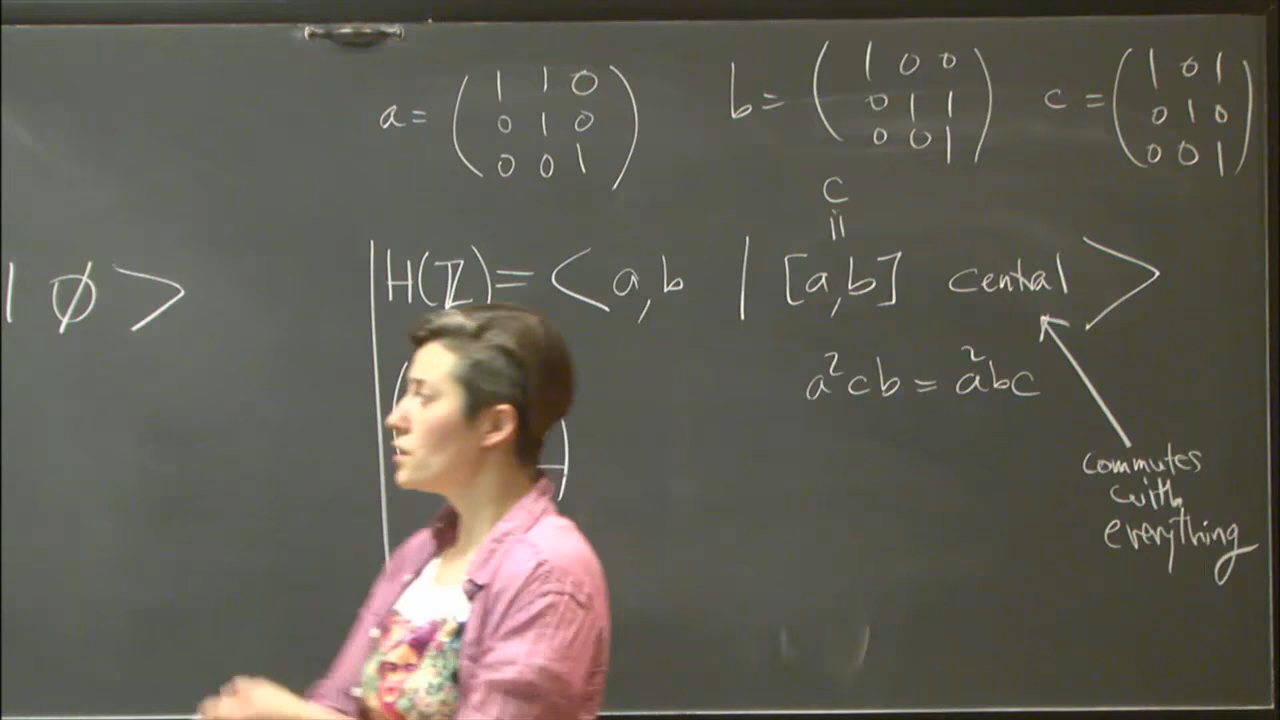 a = ( 1 1 0
0 1 0
0 0 1 )
b = ( 1 0 0
0 1 1
0 0 1 )
c = ( 1 0 1
0 1 0
0 0 1 )
c
=
| ∅ >
H(ℤ) = < a, b | [a, b] central >
a²cb = a²bc
commutes
with
everything